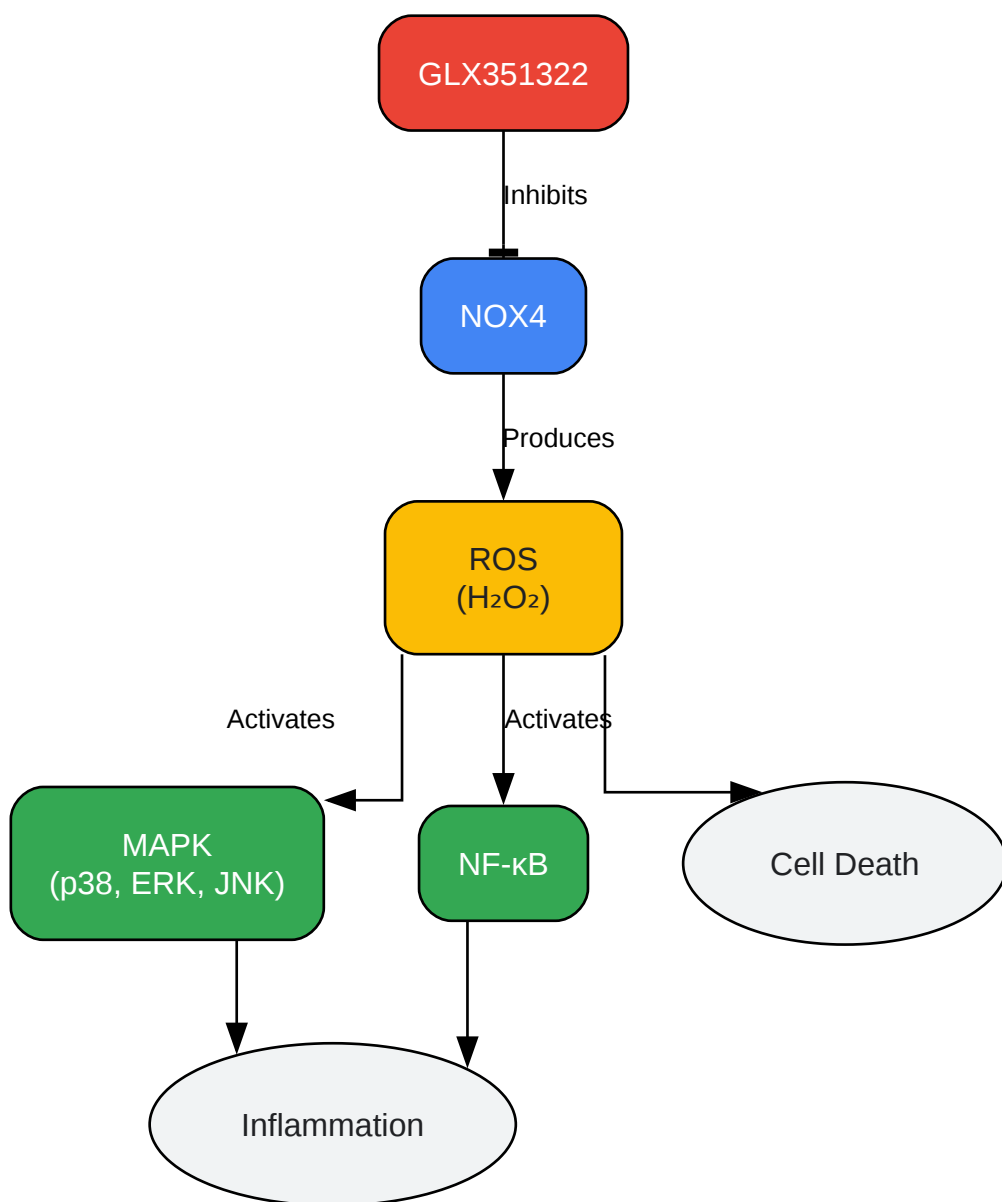 GLX351322
Inhibits
NOX4
Produces
ROS
(H₂O₂)
Activates
Activates
MAPK
(p38, ERK, JNK)
NF-κB
Cell Death
Inflammation